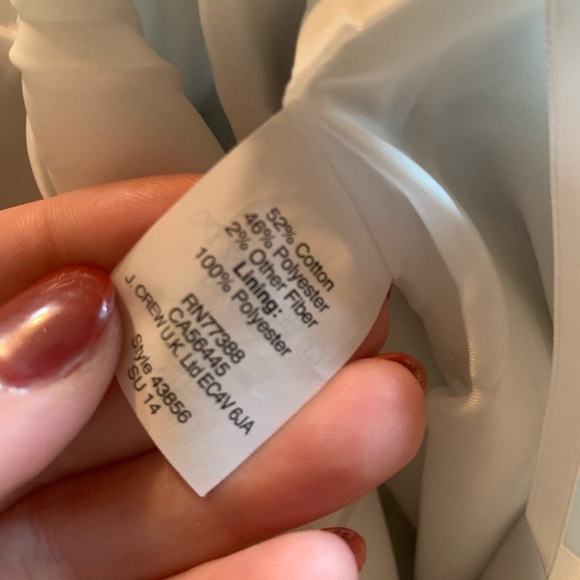 52% Cotton
46% Polyester
2% Other Fiber
Lining:
100% Polyester
RN77388
CA56445
J. CREW U.K. Ltd EC4V 6JA
Style 43856
SU 14